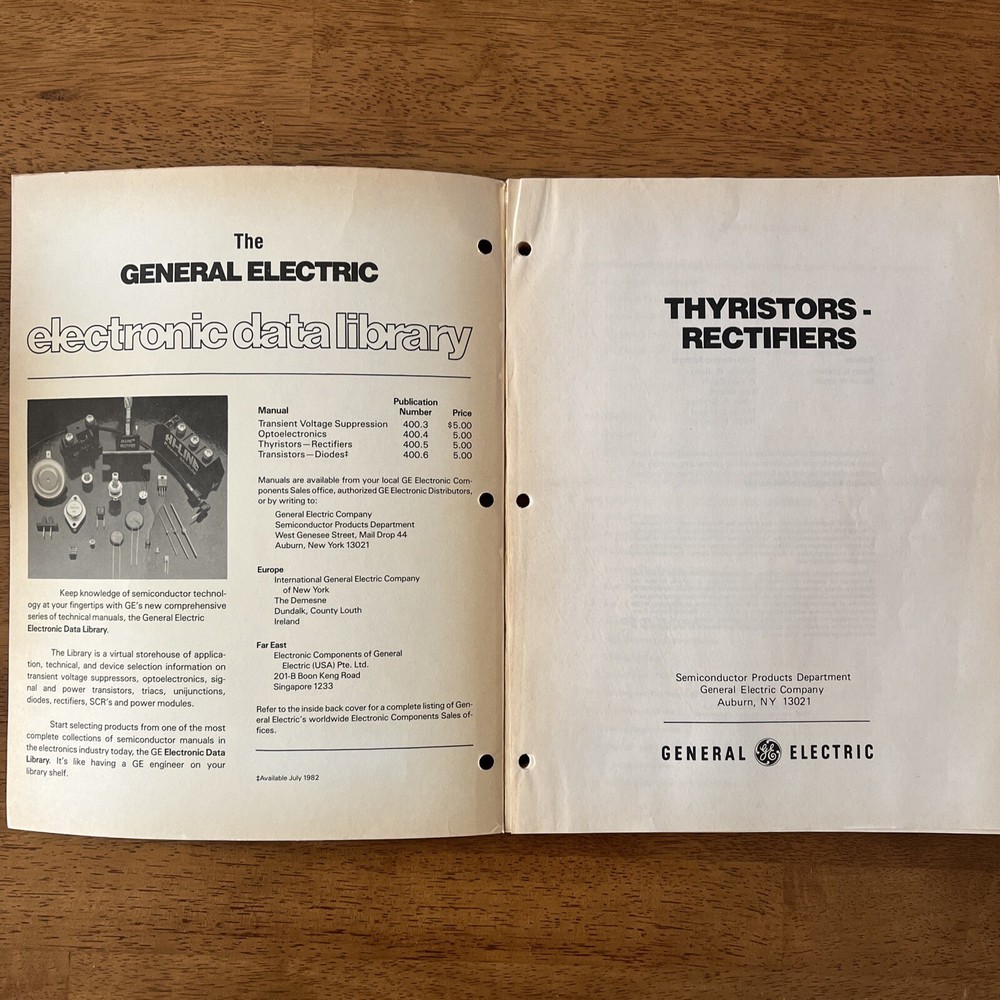 The
GENERAL ELECTRIC
electronic data library
Keep knowledge of semiconductor technol-
ogy at your fingertips with GE's new comprehensive
series of technical manuals, the General Electric
Electronic Data Library.
The Library is a virtual storehouse of applica-
tion, technical, and device selection information on
transient voltage suppressors, optoelectronics, sig-
nal and power transistors, triacs, unijunctions,
diodes, rectifiers, SCR's and power modules.
Start selecting products from one of the most
complete collections of semiconductor manuals in
the electronics industry today, the GE Electronic Data
Library. It's like having a GE engineer on your
library shelf.
Publication
Manual Number Price
Transient Voltage Suppression 400.3 $5.00
Optoelectronics 400.4 5.00
Thyristors—Rectifiers 400.5 5.00
Transistors—Diodes‡ 400.6 5.00
Manuals are available from your local GE Electronic Com-
ponents Sales office, authorized GE Electronic Distributors,
or by writing to:
General Electric Company
Semiconductor Products Department
West Genesee Street, Mail Drop 44
Auburn, New York 13021
Europe
International General Electric Company
of New York
The Demesne
Dundalk, County Louth
Ireland
Far East
Electronic Components of General
Electric (USA) Pte. Ltd.
201-B Boon Keng Road
Singapore 1233
Refer to the inside back cover for a complete listing of Gen-
eral Electric's worldwide Electronic Components Sales of-
fices.
‡Available July 1982
THYRISTORS -
RECTIFIERS
Semiconductor Products Department
General Electric Company
Auburn, NY 13021
GENERAL GE ELECTRIC
HI-LINE